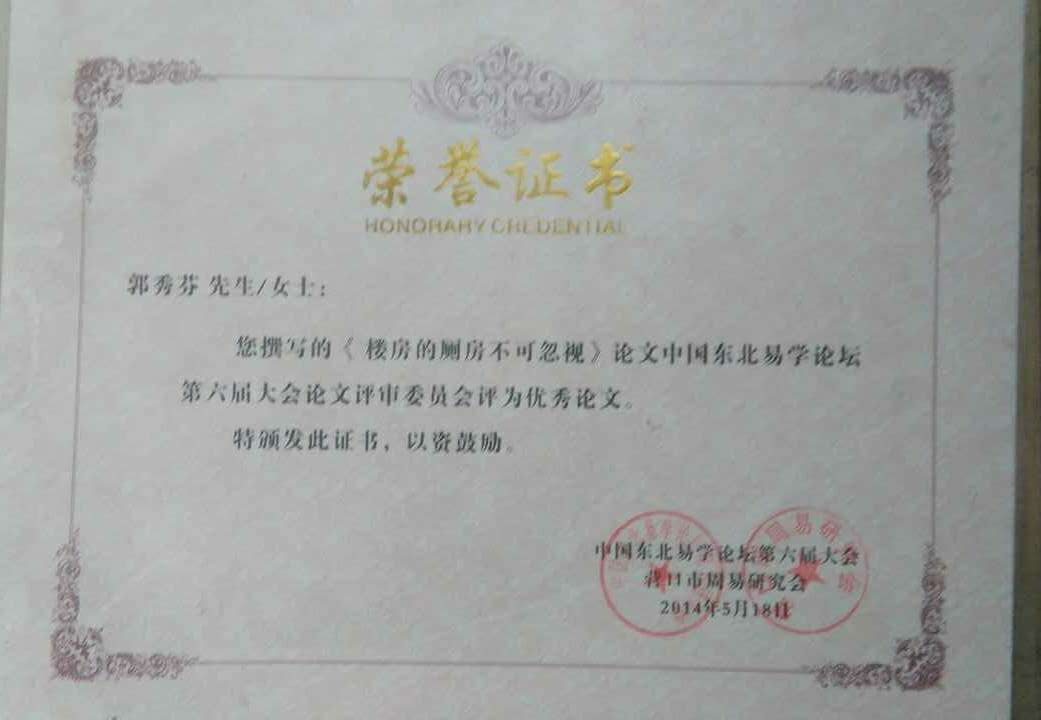 荣誉证书
HONORARY CREDENTIAL
郭秀芬 先生/女士：
您撰写的《 楼房的厕房不可忽视》论文中国东北易学论坛
第六届大会论文评审委员会评为优秀论文。
特颁发此证书，以资鼓励。
中国东北易学论坛第六届大会
营口市周易研究会
2014年5月18日